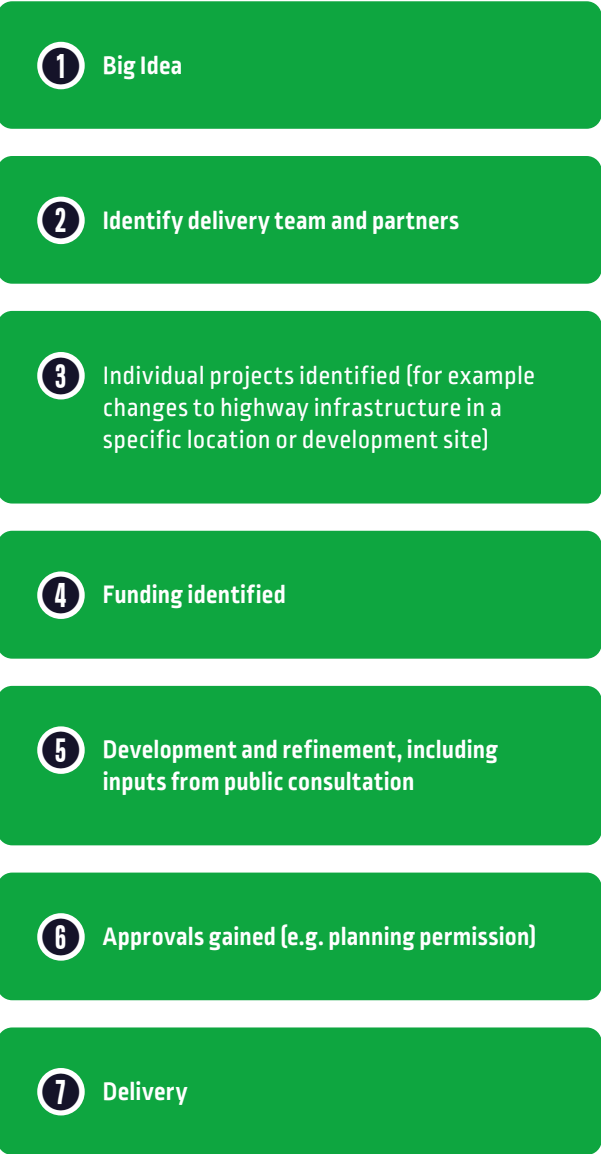 1 Big Idea
2 Identify delivery team and partners
3 Individual projects identified (for example
changes to highway infrastructure in a
specific location or development site)
4 Funding identified
5 Development and refinement, including
inputs from public consultation
6 Approvals gained (e.g. planning permission)
7 Delivery